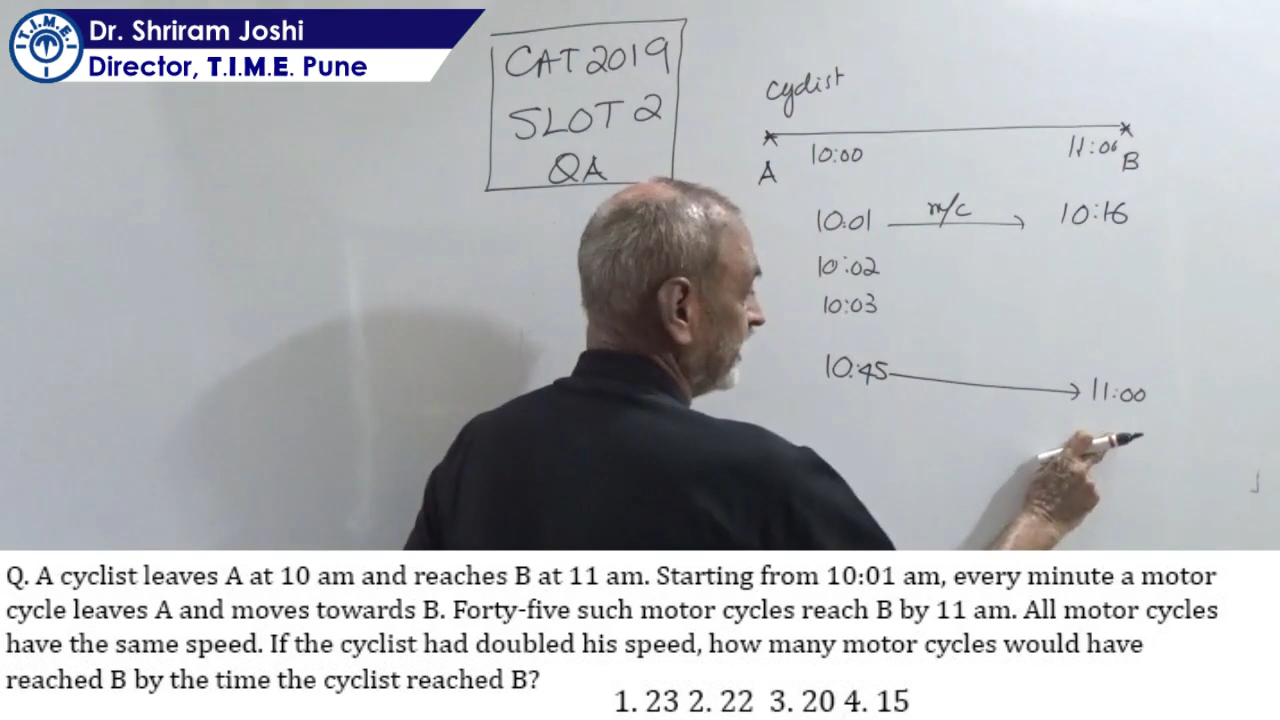 T.I.M.E.
Dr. Shriram Joshi
Director, T.I.M.E. Pune
CAT 2019
SLOT 2
QA
Cyclist
A 10:00 11:00 B
10:01 m/c 10:16
10:02
10:03
10:45 11:00
Q. A cyclist leaves A at 10 am and reaches B at 11 am. Starting from 10:01 am, every minute a motor
cycle leaves A and moves towards B. Forty-five such motor cycles reach B by 11 am. All motor cycles
have the same speed. If the cyclist had doubled his speed, how many motor cycles would have
reached B by the time the cyclist reached B?
1. 23 2. 22 3. 20 4. 15